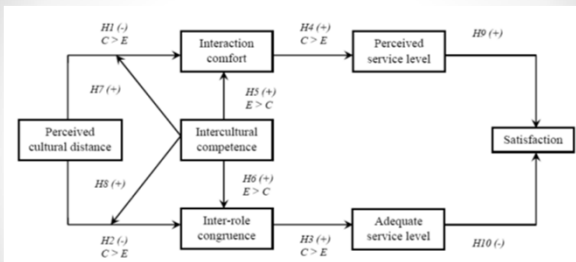 H1 (-)
C > E
H4 (+)
C > E
H9 (+)
Interaction
comfort
Perceived
service level
H7 (+)
H5 (+)
E > C
Perceived
cultural distance
Intercultural
competence
Satisfaction
H8 (+)
H6 (+)
E > C
Inter-role
congruence
Adequate
service level
H2 (-)
C > E
H3 (+)
C > E
H10 (-)